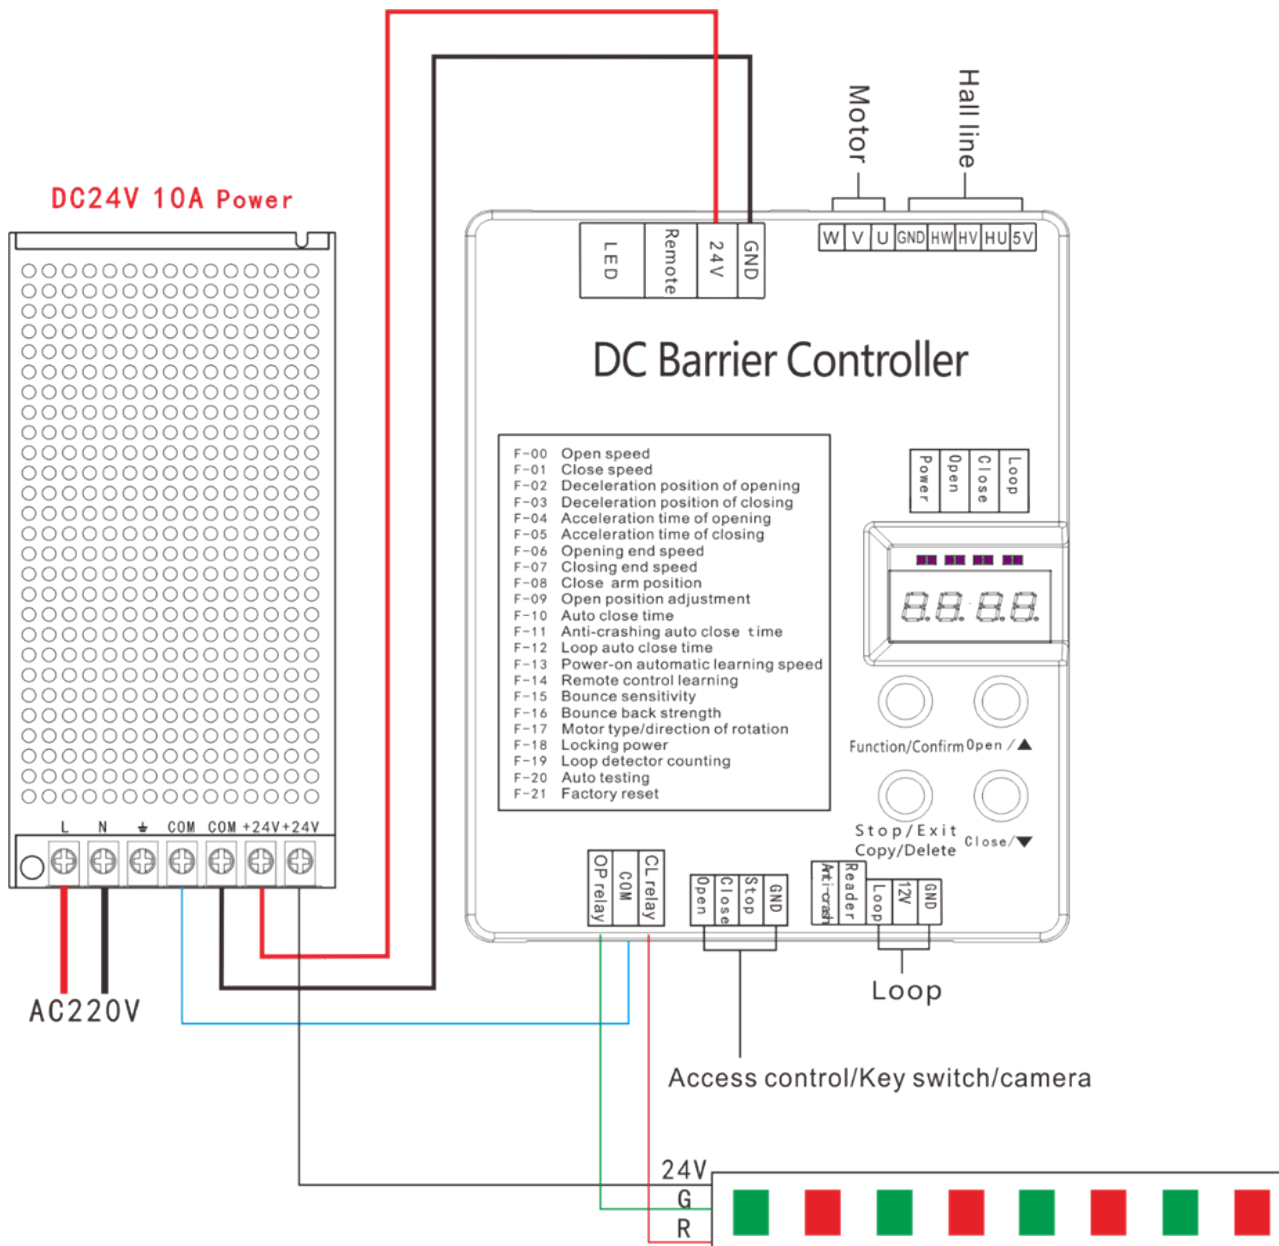 Motor
Hall line
DC24V 10A Power
LED
Remote
24V
GND
W V U GND HW HV HU 5V
DC Barrier Controller
F-00 Open speed
F-01 Close speed
F-02 Deceleration position of opening
F-03 Deceleration position of closing
F-04 Acceleration time of opening
F-05 Acceleration time of closing
F-06 Opening end speed
F-07 Closing end speed
F-08 Close arm position
F-09 Open position adjustment
F-10 Auto close time
F-11 Anti-crashing auto close time
F-12 Loop auto close time
F-13 Power-on automatic learning speed
F-14 Remote control learning
F-15 Bounce sensitivity
F-16 Bounce back strength
F-17 Motor type/direction of rotation
F-18 Locking power
F-19 Loop detector counting
F-20 Auto testing
F-21 Factory reset
Power
Open
Close
Loop
8.8.8.8.
Function/Confirm
Open/▲
Stop/Exit
Copy/Delete
Close/▼
L N COM COM +24V +24V
AC220V
OP relay
COM
CL relay
Open
Close
Stop
GND
Anti-crash
Reader
Loop
12V
GND
Loop
Access control/Key switch/camera
24V
G
R